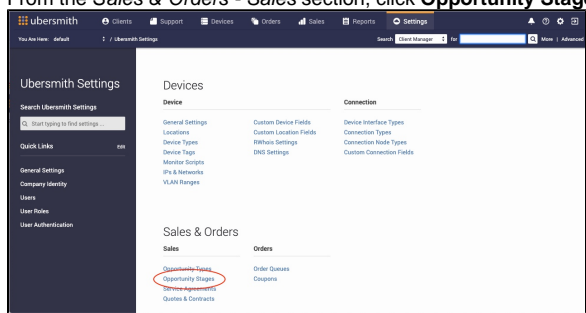 From the Sales & Orders - Sales section, click Opportunity Stag
ubersmith Clients Support Devices Orders Sales Reports Settings
You Are Here: default / Ubersmith Settings Search Client Manager for More | Advanced
Ubersmith Settings
Search Ubersmith Settings
Start typing to find settings ...
Quick Links Edit
General Settings
Company Identity
Users
User Roles
User Authentication
Devices
Device Connection
General Settings Custom Device Fields Device Interface Types
Locations Custom Location Fields Connection Types
Device Types RWhois Settings Connection Node Types
Device Tags DNS Settings Custom Connection Fields
Monitor Scripts
IPs & Networks
VLAN Ranges
Sales & Orders
Sales Orders
Opportunity Types Order Queues
Opportunity Stages Coupons
Service Agreements
Quotes & Contracts